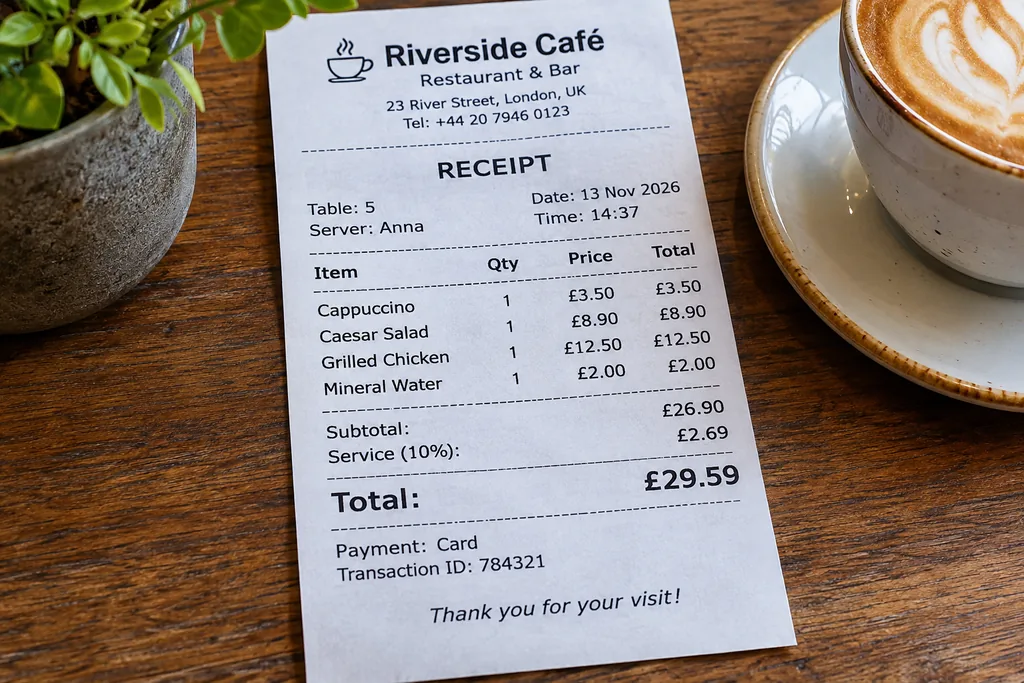 Riverside Café
Restaurant & Bar
23 River Street, London, UK
Tel: +44 20 7946 0123
RECEIPT
Table: 5 Date: 13 Nov 2026
Server: Anna Time: 14:37
Item Qty Price Total
Cappuccino 1 £3.50 £3.50
Caesar Salad 1 £8.90 £8.90
Grilled Chicken 1 £12.50 £12.50
Mineral Water 1 £2.00 £2.00
Subtotal: £26.90
Service (10%): £2.69
Total: £29.59
Payment: Card
Transaction ID: 784321
Thank you for your visit!